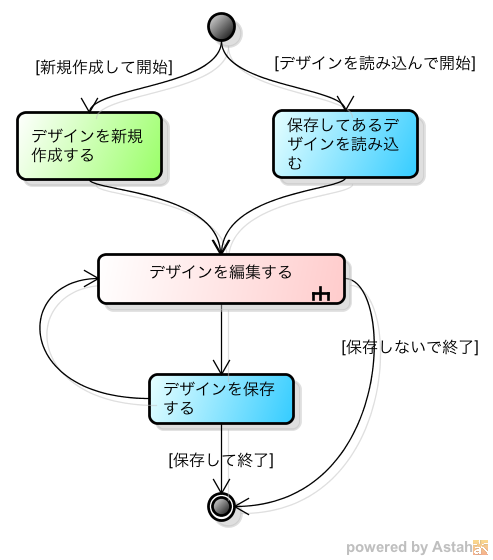 [新規作成して開始]
[デザインを読み込んで開始]
デザインを新規
作成する
保存してあるデ
ザインを読み込
む
デザインを編集する
[保存しないで終了]
デザインを保存
する
[保存して終了]
powered by Astah